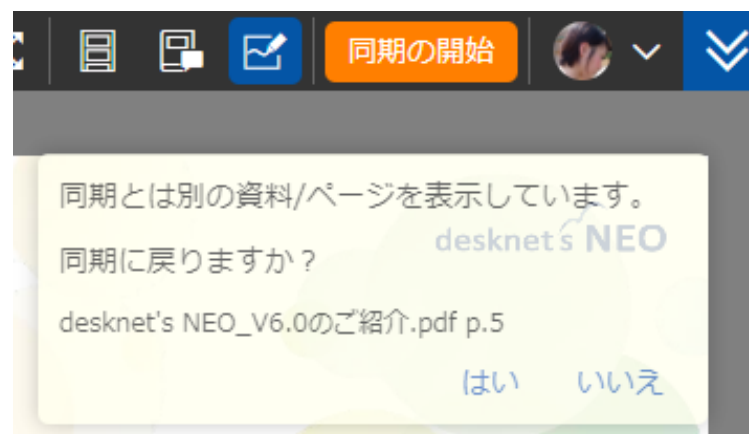 同期の開始
同期とは別の資料/ページを表示しています。
desknet's NEO
同期に戻りますか？
desknet's NEO_V6.0のご紹介.pdf p.5
はい いいえ